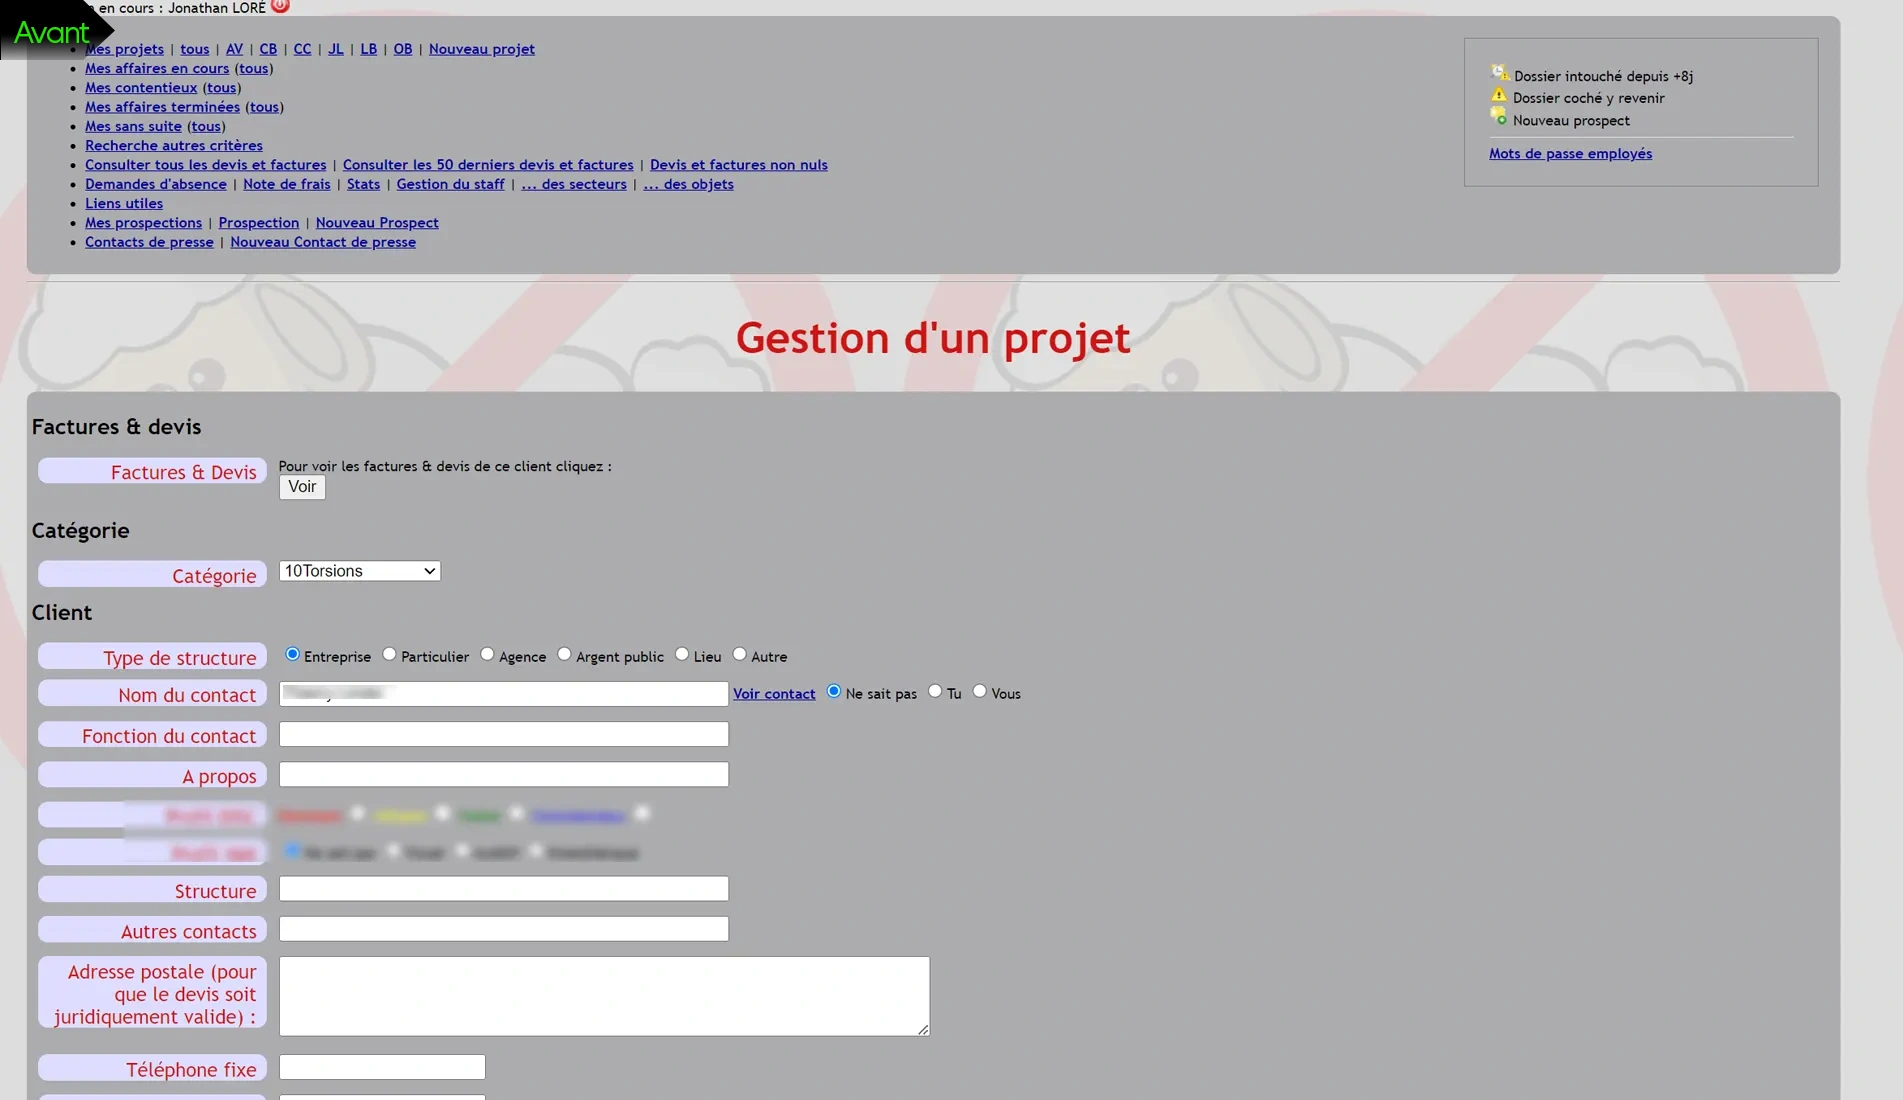 Avant
en cours : Jonathan LORÉ
Mes projets | tous | AV | CB | CC | JL | LB | OB | Nouveau projet
Mes affaires en cours (tous)
Mes contentieux (tous)
Mes affaires terminées (tous)
Mes sans suite (tous)
Recherche autres critères
Consulter tous les devis et factures | Consulter les 50 derniers devis et factures | Devis et factures non nuls
Demandes d'absence | Note de frais | Stats | Gestion du staff | ... des secteurs | ... des objets
Liens utiles
Mes prospections | Prospection | Nouveau Prospect
Contacts de presse | Nouveau Contact de presse
Dossier intouché depuis +8j
Dossier coché y revenir
Nouveau prospect
Mots de passe employés
Gestion d'un projet
Factures & devis
Factures & Devis
Pour voir les factures & devis de ce client cliquez :
Voir
Catégorie
Catégorie
10Torsions
Client
Type de structure
Entreprise Particulier Agence Argent public Lieu Autre
Nom du contact
Voir contact Ne sait pas Tu Vous
Fonction du contact
A propos
Structure
Autres contacts
Adresse postale (pour
que le devis soit
juridiquement valide) :
Téléphone fixe